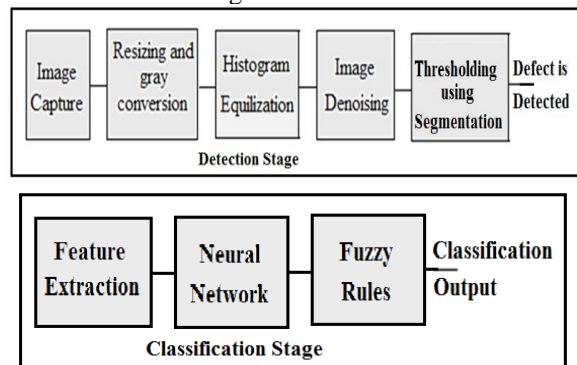 Image
Capture
Resizing and
gray
conversion
Histogram
Equilization
Image
Denoising
Thresholding
using
Segmentation
Defect is
Detected
Detection Stage
Feature
Extraction
Neural
Network
Fuzzy
Rules
Classification
Output
Classification Stage